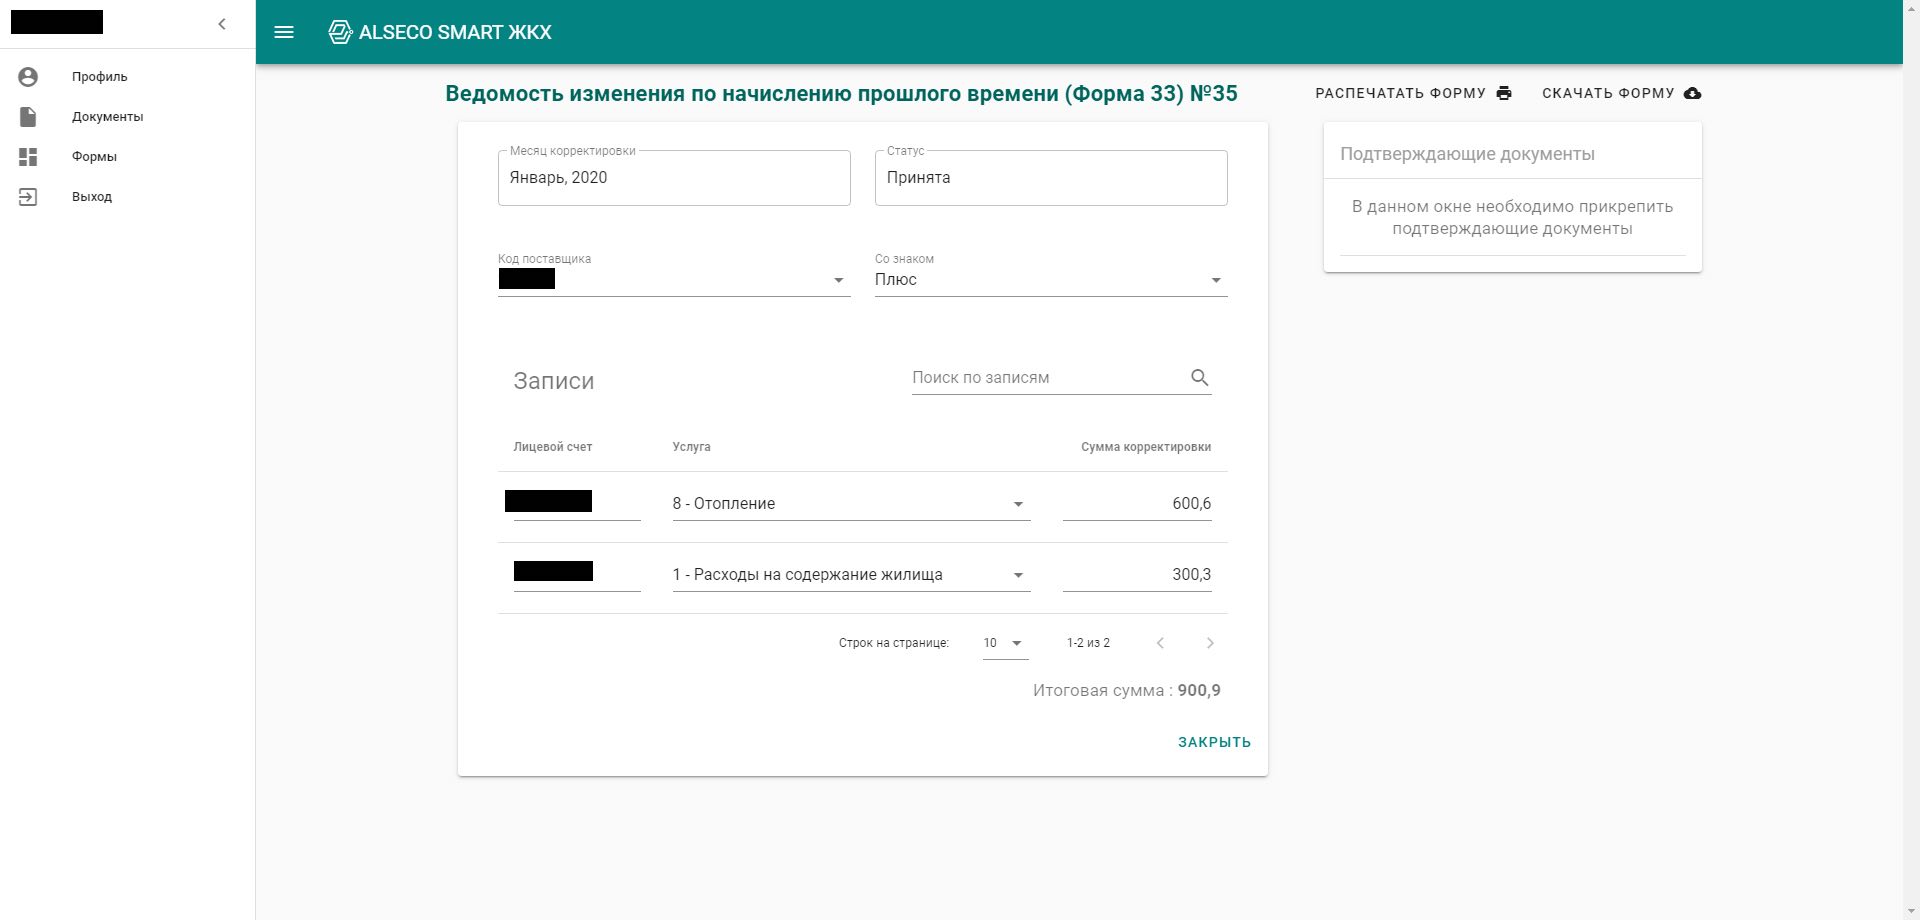 ALSECO SMART ЖКХ
Профиль
Документы
Формы
Выход
Ведомость изменения по начислению прошлого времени (Форма 33) №35
РАСПЕЧАТАТЬ ФОРМУ
СКАЧАТЬ ФОРМУ
Месяц корректировки
Январь, 2020
Статус
Принята
Код поставщика
Со знаком
Плюс
Записи
Поиск по записям
Лицевой счет Услуга Сумма корректировки
8 - Отопление 600,6
1 - Расходы на содержание жилища 300,3
Строк на странице: 10 1-2 из 2
Итоговая сумма : 900,9
ЗАКРЫТЬ
Подтверждающие документы
В данном окне необходимо прикрепить
подтверждающие документы